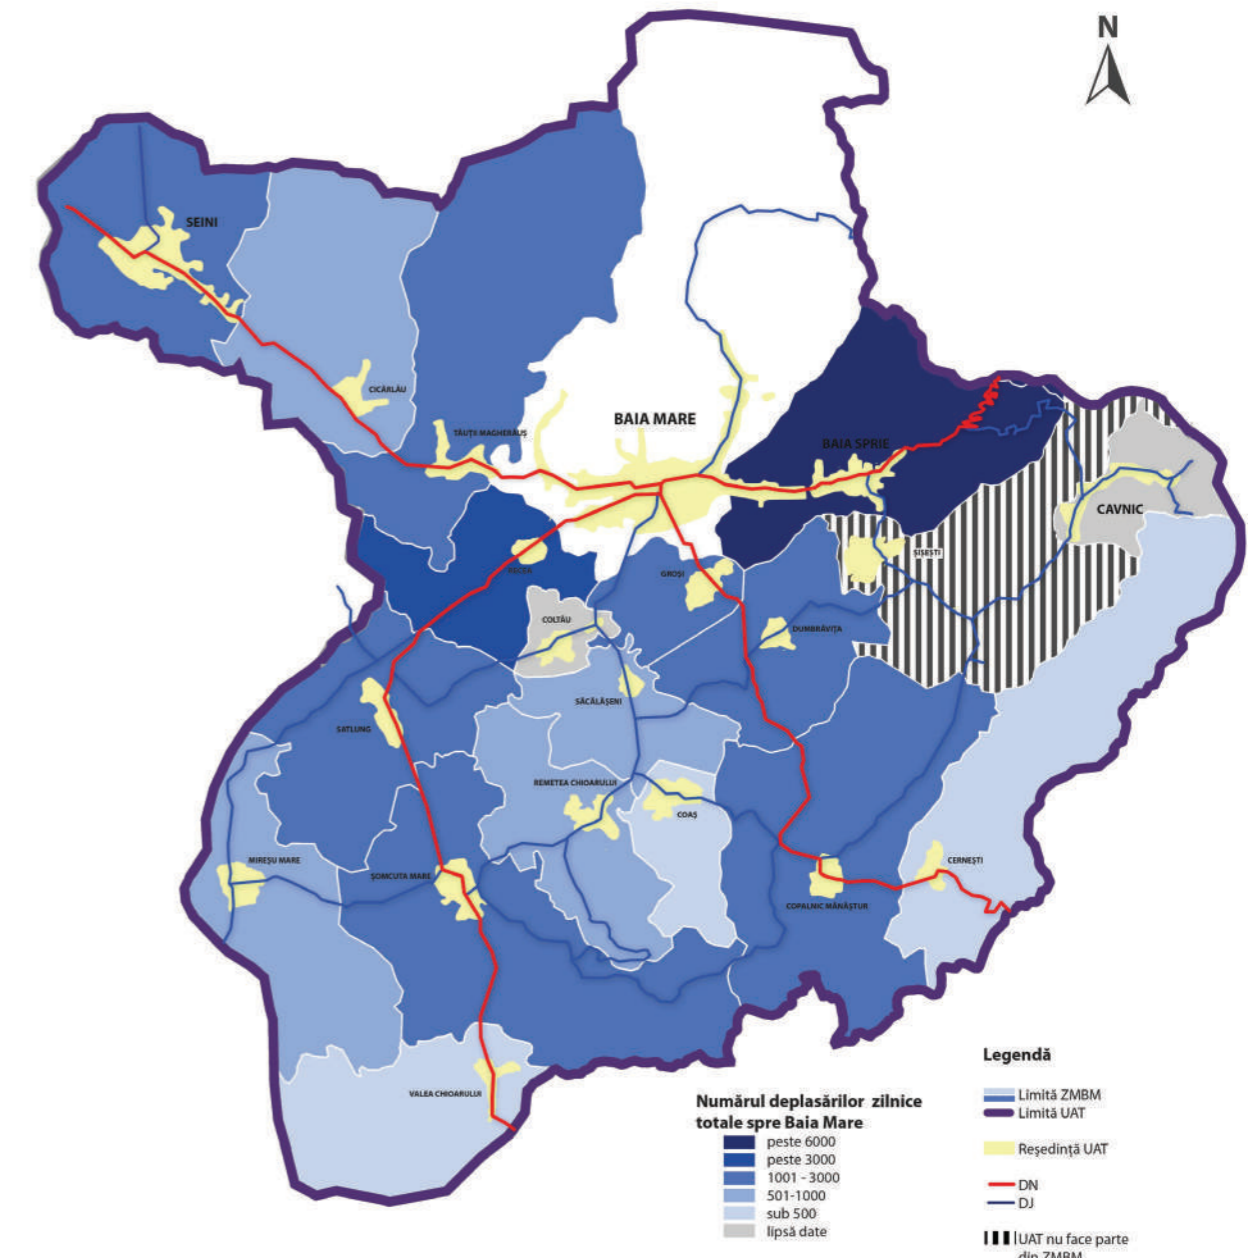 N
SEINI
CICÂRLĂU
TĂUȚII MAGHERĂUȘ
BAIA MARE
BAIA SPRIE
CAVNIC
ȘIȘEȘTI
RECEA
GROȘI
COLTĂU
DUMBRĂVIȚA
SĂCĂLĂȘENI
SATLUNG
REMETEA CHIOARULUI
COAȘ
MIREȘU MARE
ȘOMCUTA MARE
CERNEȘTI
COPALNIC MĂNĂȘTUR
VALEA CHIOARULUI
Numărul deplasărilor zilnice
totale spre Baia Mare
peste 6000
peste 3000
1001 - 3000
501-1000
sub 500
lipsă date
Legendă
Limită ZMBM
Limită UAT
Reședință UAT
DN
DJ
UAT nu face parte
din ZMBM